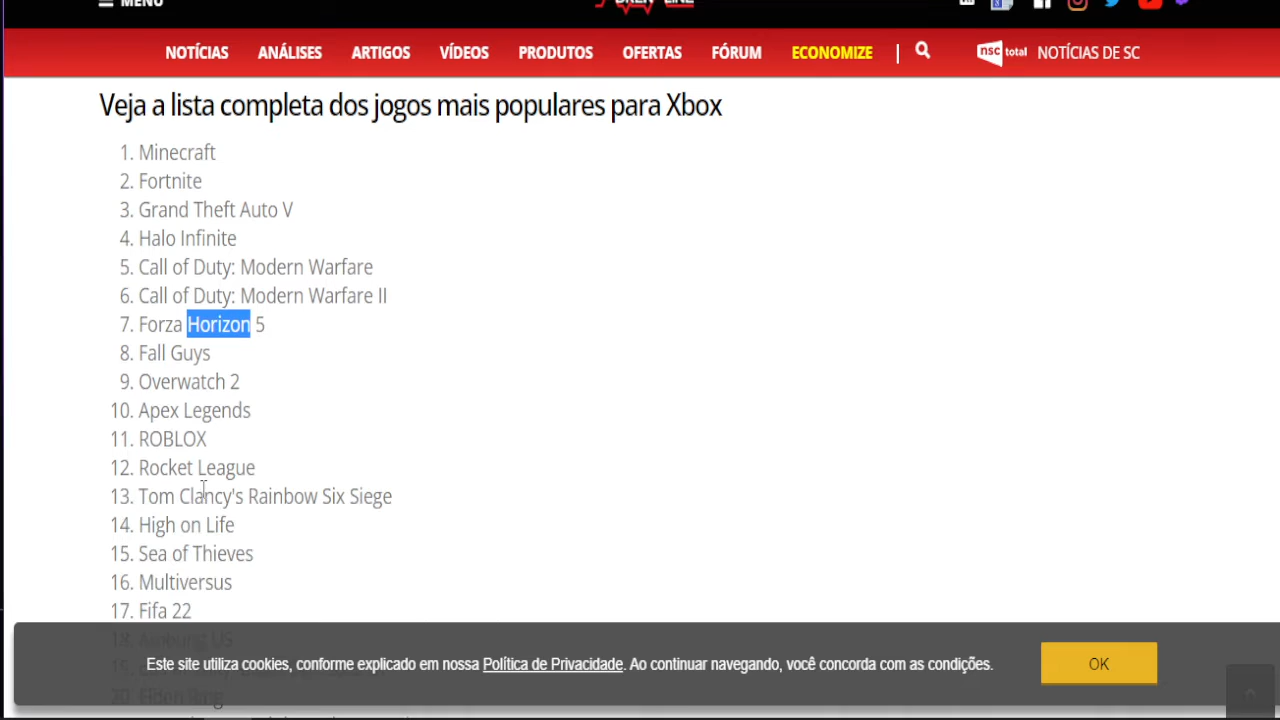 MENU
NOTÍCIAS ANÁLISES ARTIGOS VÍDEOS PRODUTOS OFERTAS FÓRUM ECONOMIZE | nsc total NOTÍCIAS DE SC
Veja a lista completa dos jogos mais populares para Xbox
1. Minecraft
2. Fortnite
3. Grand Theft Auto V
4. Halo Infinite
5. Call of Duty: Modern Warfare
6. Call of Duty: Modern Warfare II
7. Forza Horizon 5
8. Fall Guys
9. Overwatch 2
10. Apex Legends
11. ROBLOX
12. Rocket League
13. Tom Clancy's Rainbow Six Siege
14. High on Life
15. Sea of Thieves
16. Multiversus
17. Fifa 22
Este site utiliza cookies, conforme explicado em nossa Política de Privacidade. Ao continuar navegando, você concorda com as condições.
OK
20. Elden Ring